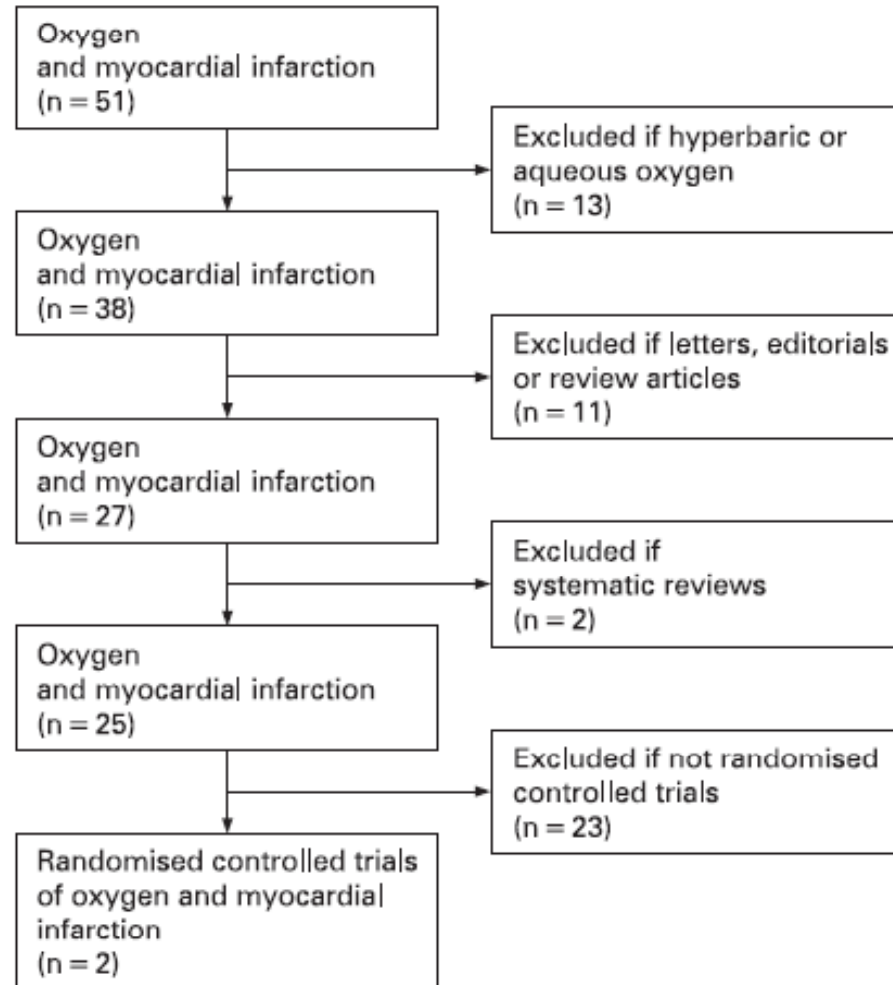 Oxygen
and myocardial infarction
(n = 51)
Excluded if hyperbaric or
aqueous oxygen
(n = 13)
Oxygen
and myocardial infarction
(n = 38)
Excluded if letters, editorials
or review articles
(n = 11)
Oxygen
and myocardial infarction
(n = 27)
Excluded if
systematic reviews
(n = 2)
Oxygen
and myocardial infarction
(n = 25)
Excluded if not randomised
controlled trials
(n = 23)
Randomised controlled trials
of oxygen and myocardial
infarction
(n = 2)